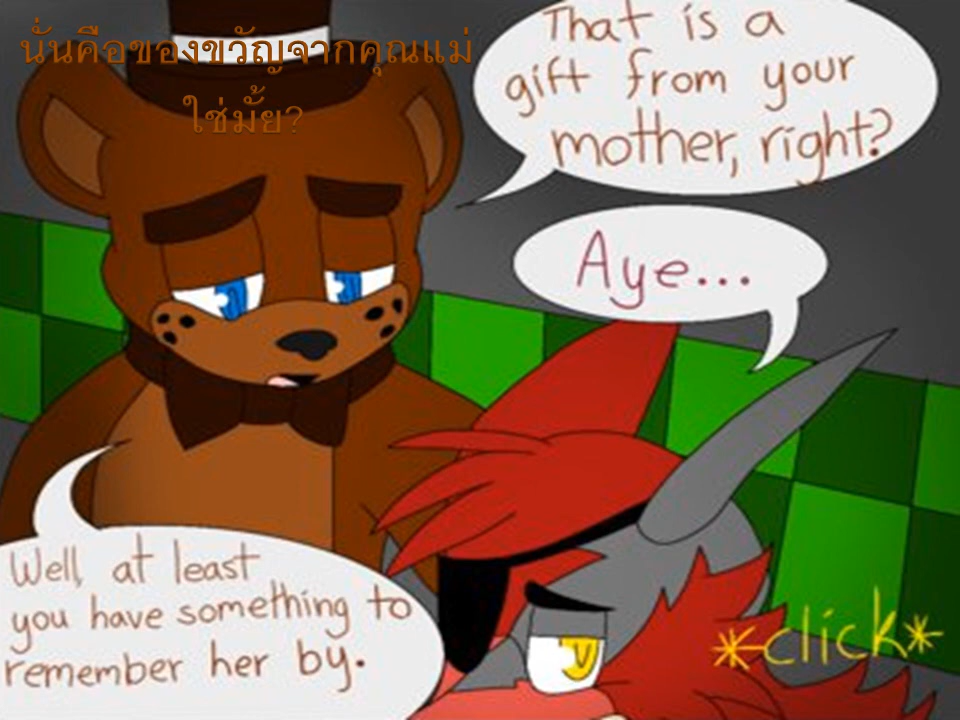 นั่นคือของขวัญจากคุณแม่
ใช่มั้ย?
That is a
gift from your
mother, right?
Aye...
Well, at least
you have something to
remember her by.
*click*